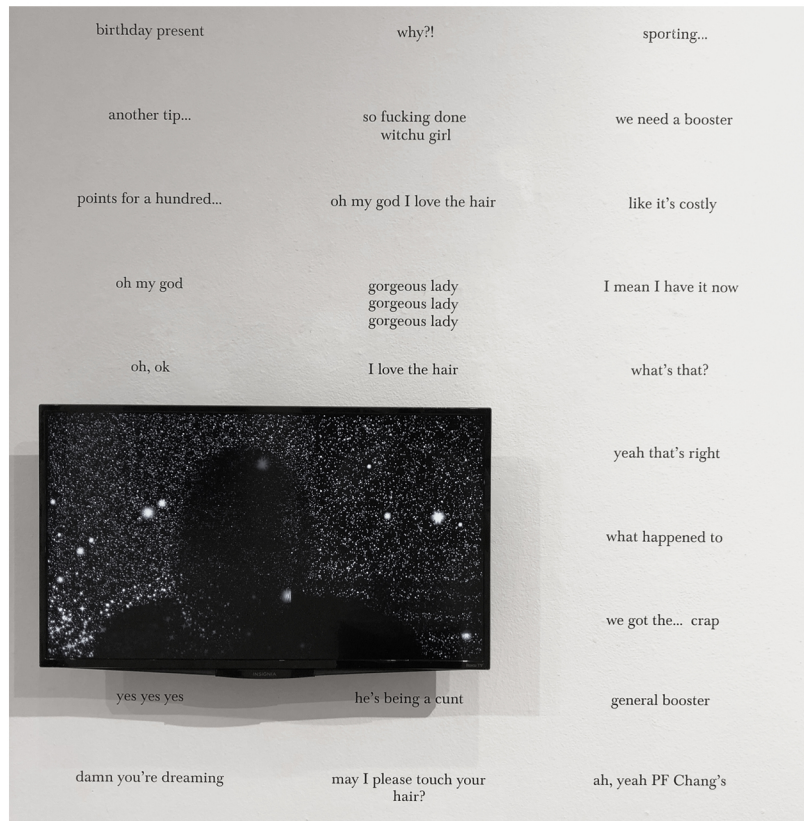 birthday present
why?!
sporting...
another tip...
so fucking done
witchu girl
we need a booster
points for a hundred...
oh my god I love the hair
like it's costly
oh my god
gorgeous lady
gorgeous lady
gorgeous lady
I mean I have it now
oh, ok
I love the hair
what's that?
yeah that's right
what happened to
we got the... crap
INSIGNIA
yes yes yes
he's being a cunt
general booster
damn you're dreaming
may I please touch your
hair?
ah, yeah PF Chang's